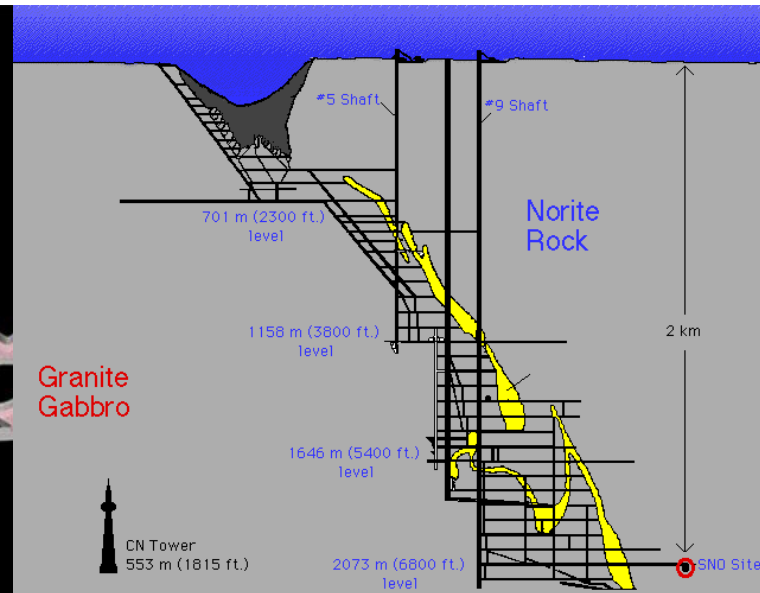 #5 Shaft
#9 Shaft
701 m (2300 ft.)
level
Norite
Rock
1158 m (3800 ft.)
level
2 km
Granite
Gabbro
1646 m (5400 ft.)
level
CN Tower
553 m (1815 ft.)
2073 m (6800 ft.)
level
SNO Site